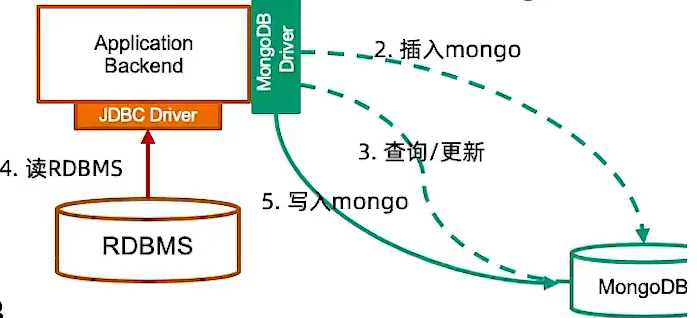 Application
Backend
MongoDB
Driver
JDBC Driver
2. 插入mongo
3. 查询/更新
4. 读RDBMS
5. 写入mongo
RDBMS
MongoDB